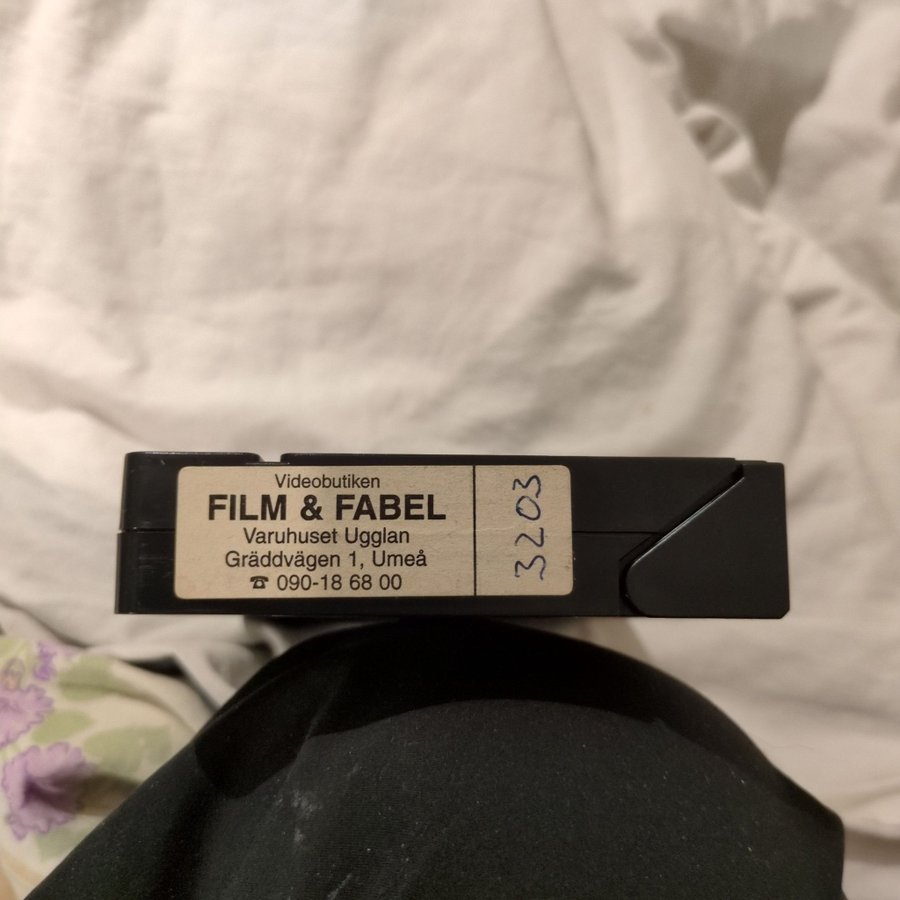 Videobutiken
FILM & FABEL
Varuhuset Ugglan
Gräddvägen 1, Umeå
☎ 090-18 68 00
3203